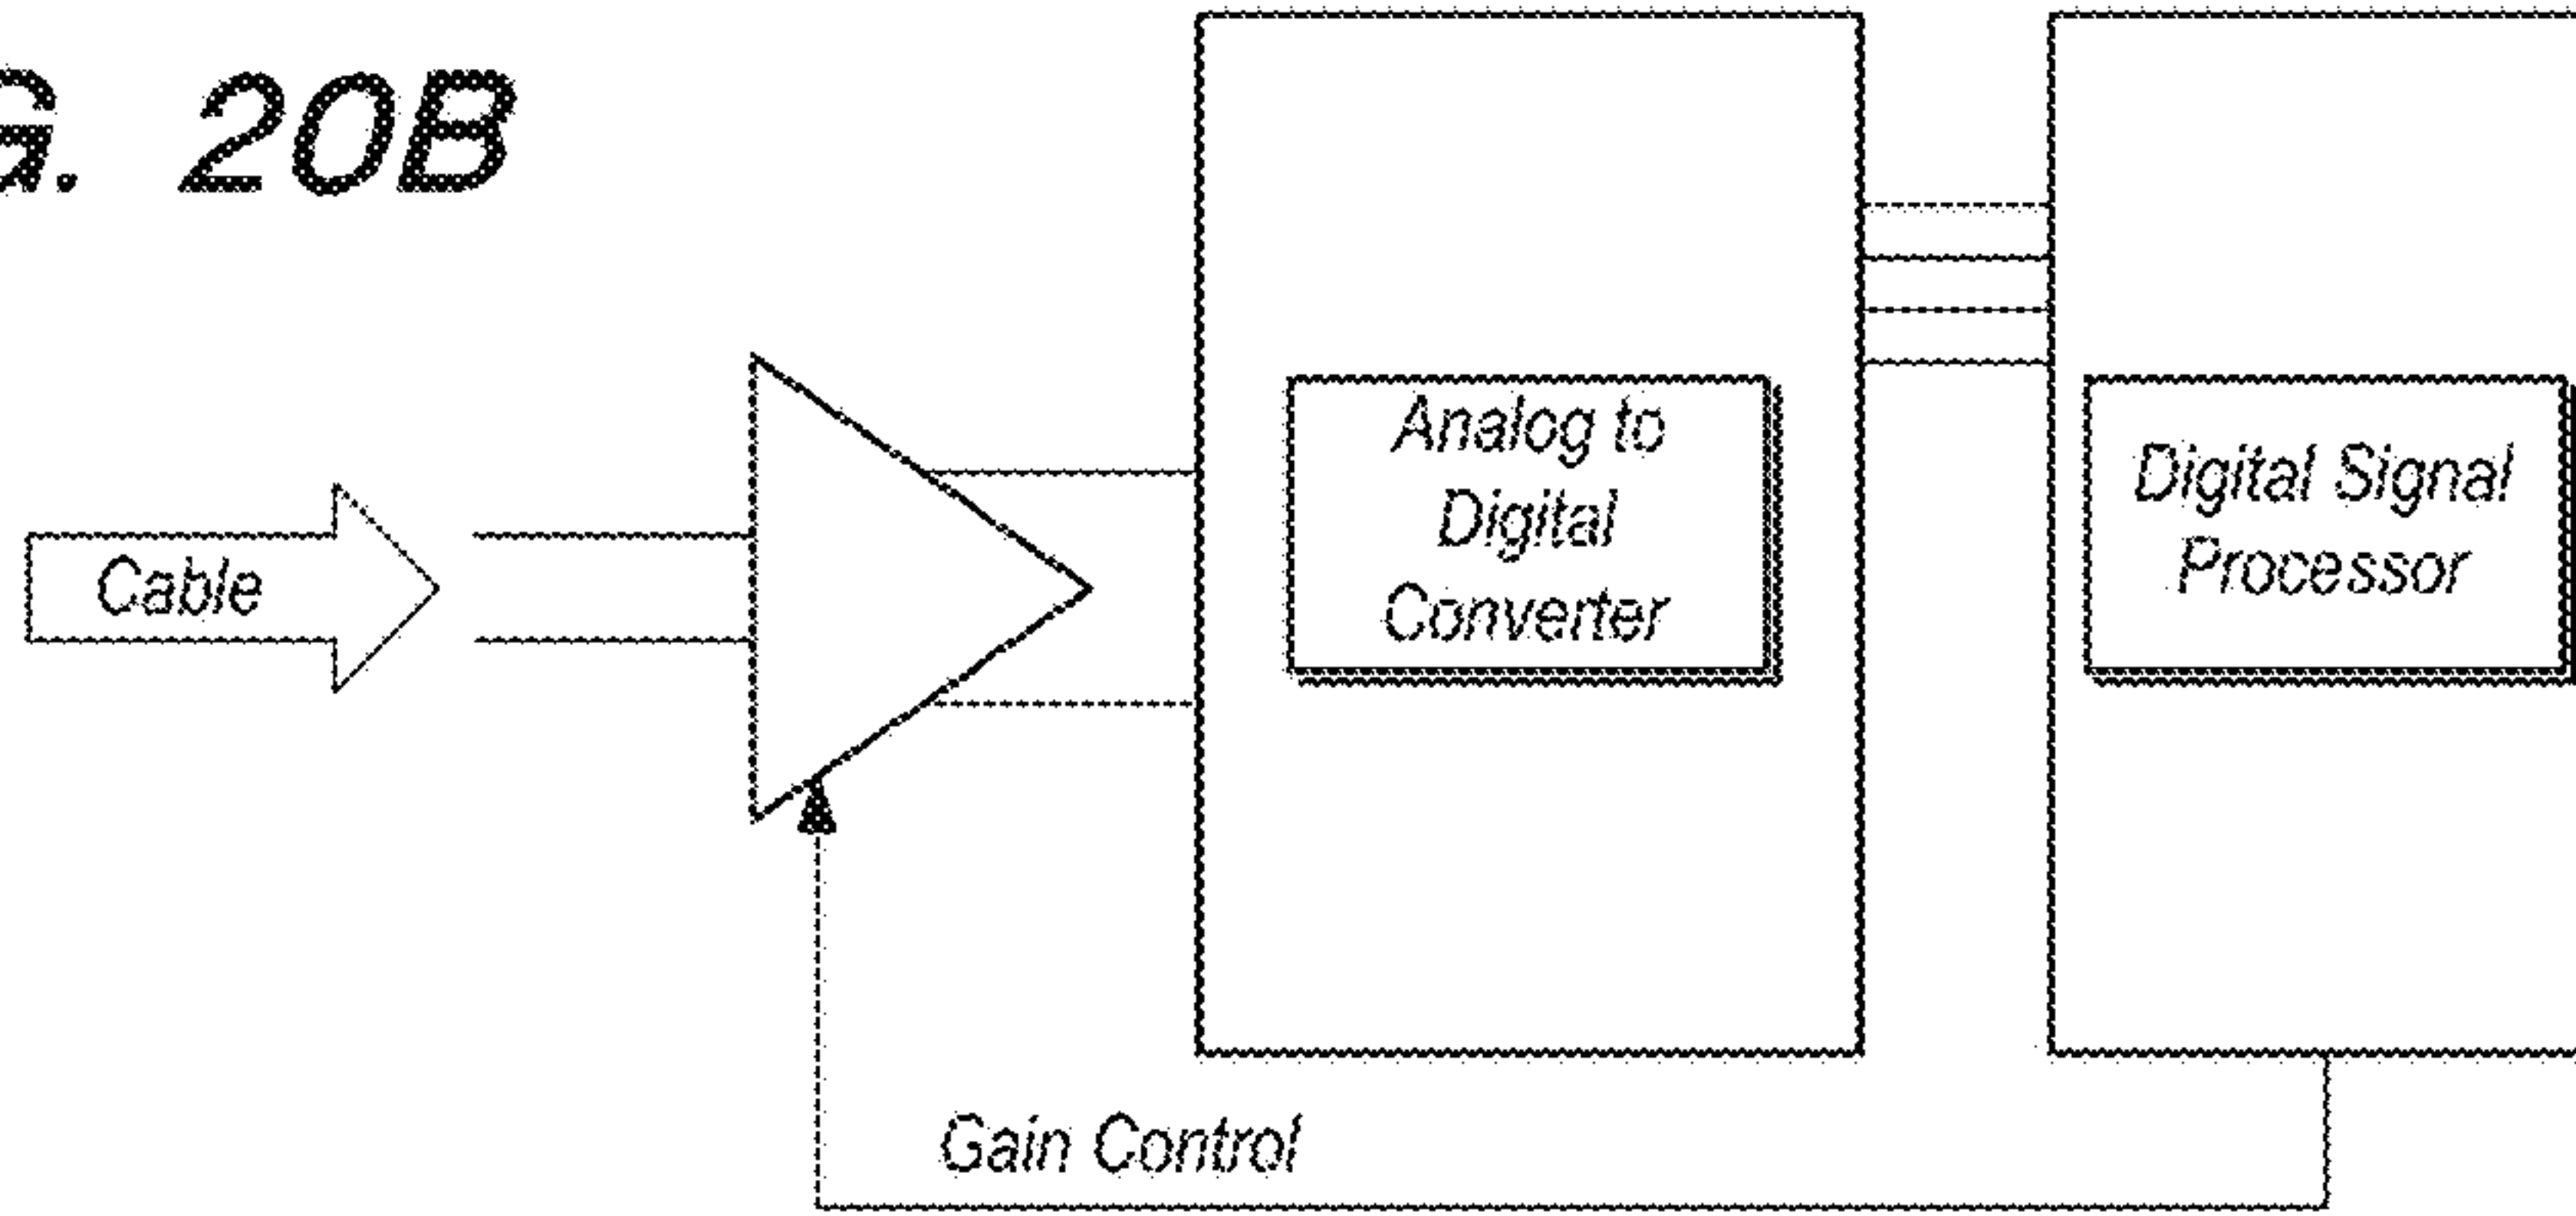 G. 20B
Cable
Analog to
Digital
Converter
Digital Signal
Processor
Gain Control